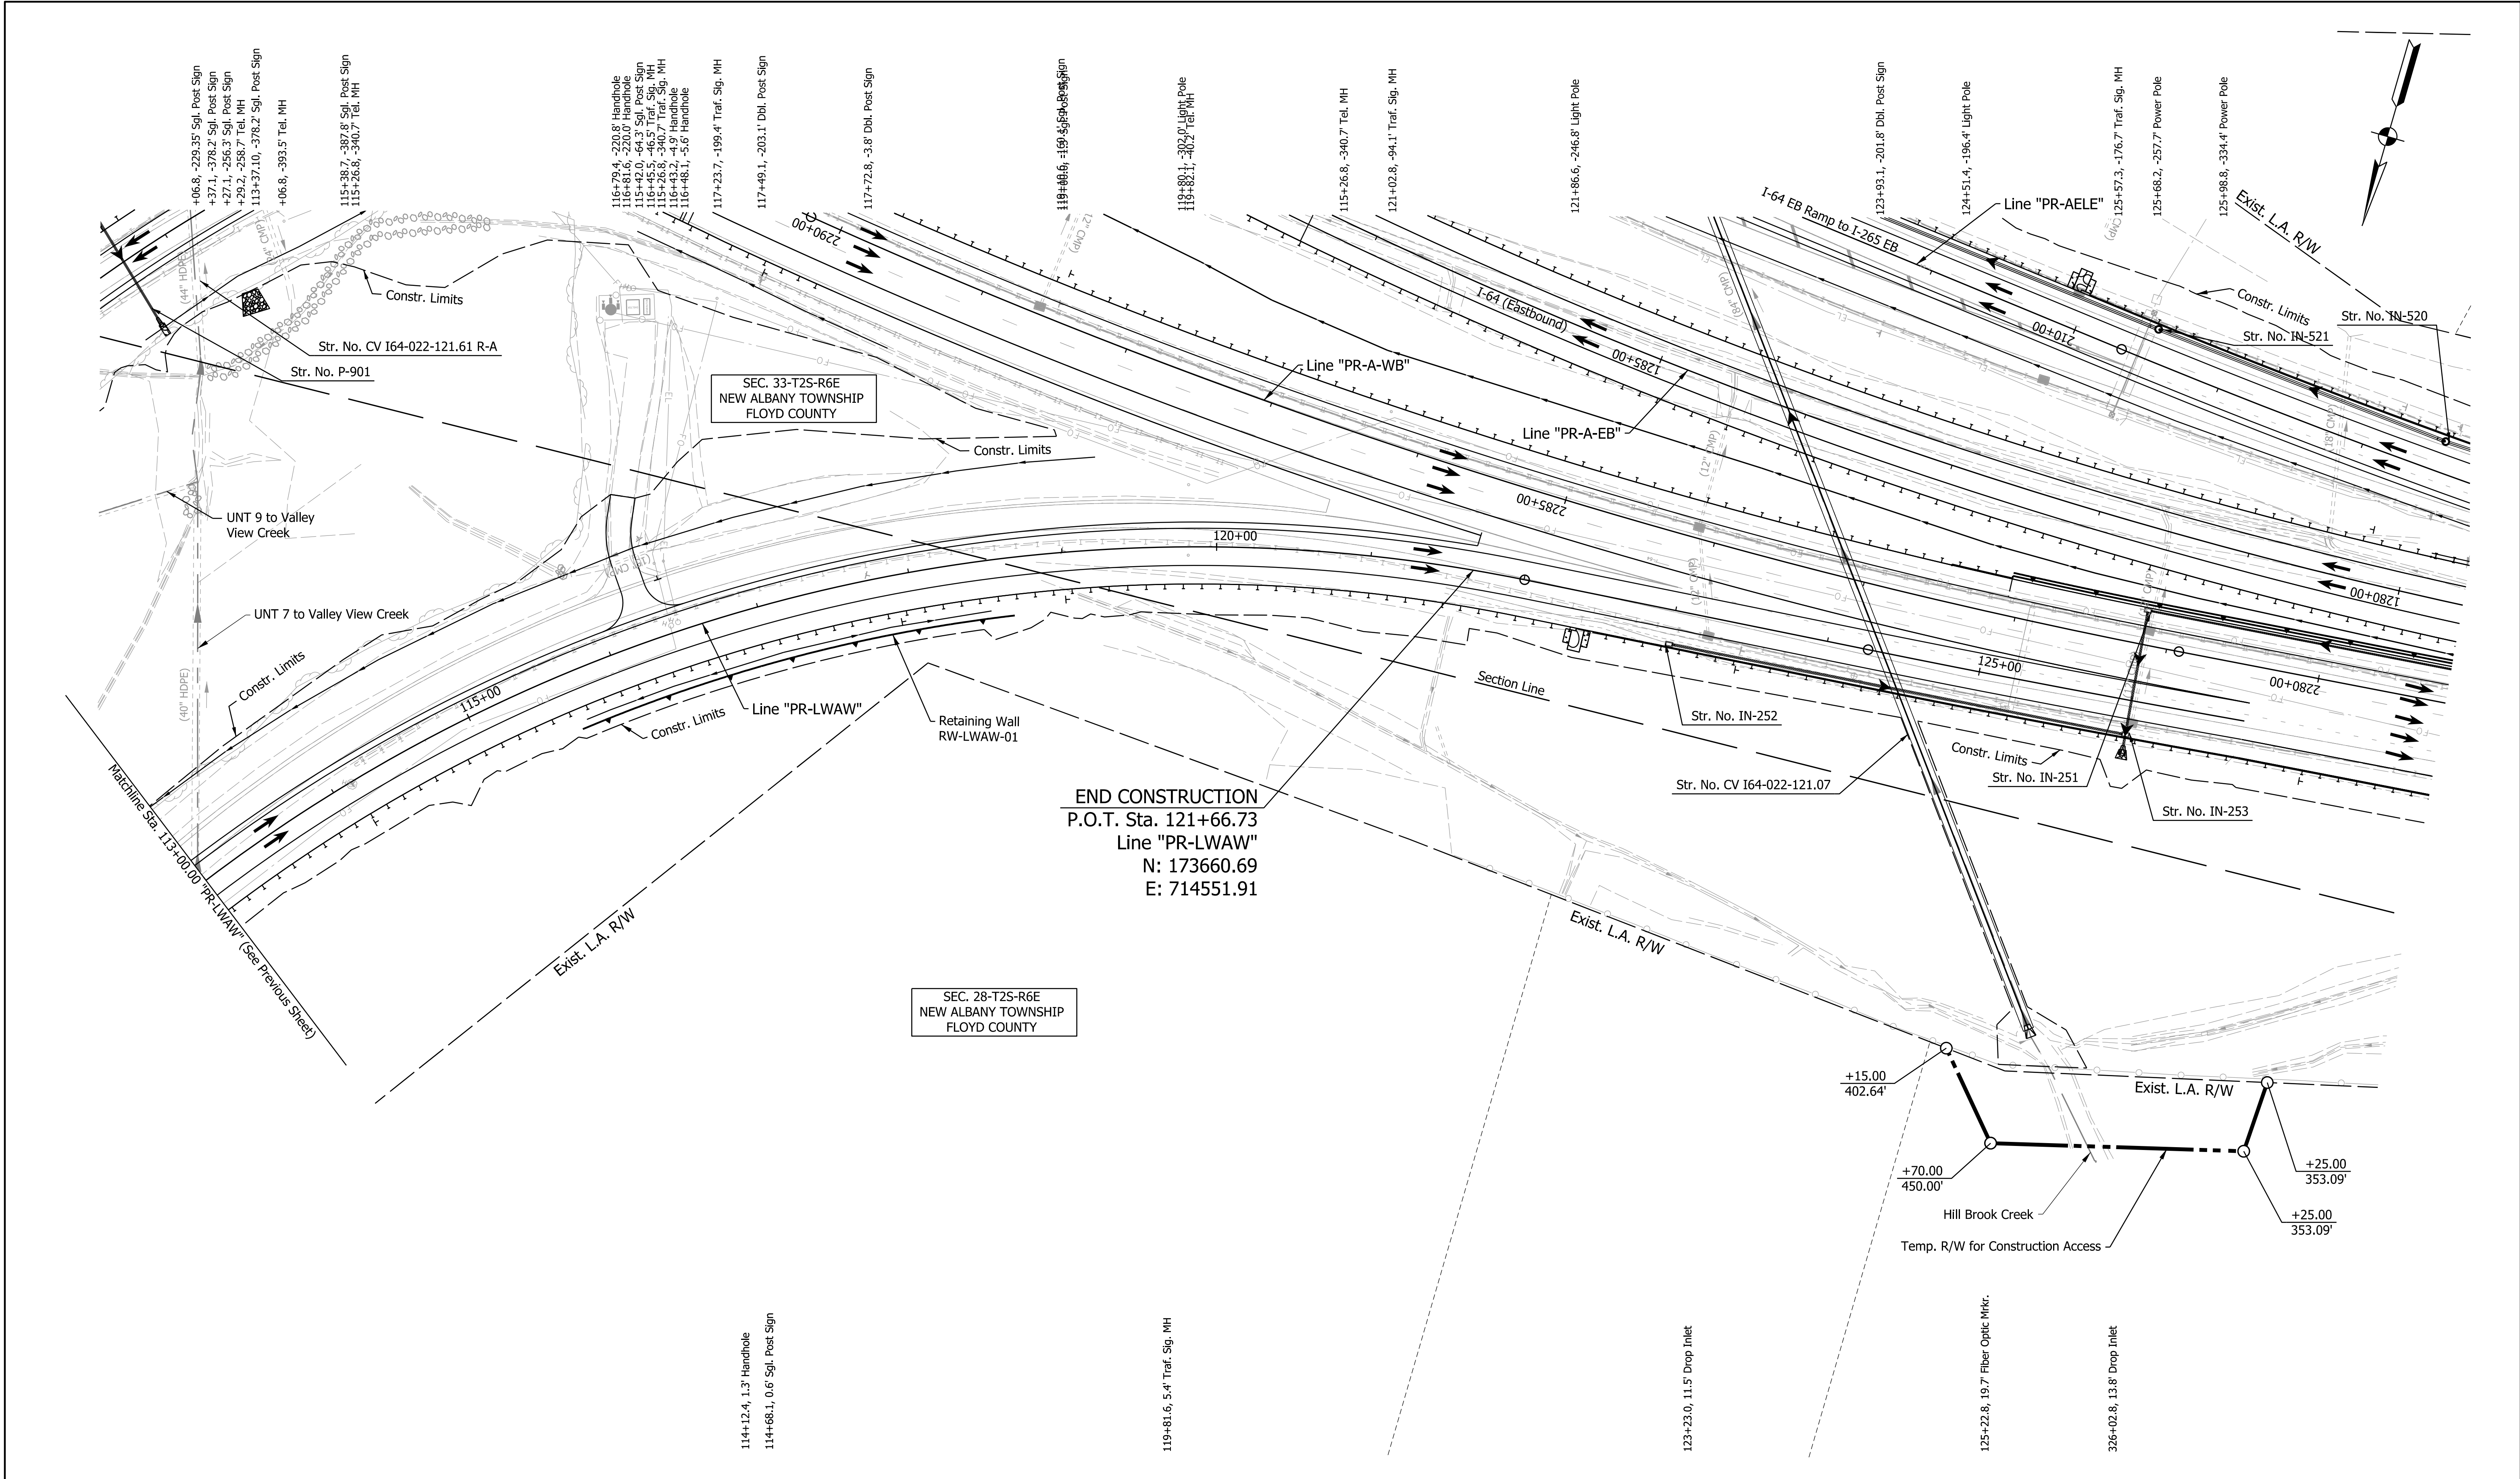 +06.8, -229.35' Sgl. Post Sign
+37.1, -378.2' Sgl. Post Sign
+27.1, -256.3' Sgl. Post Sign
+29.2, -258.7' Tel. MH
113+37.10, -378.2' Sgl. Post Sign
+06.8, -393.5' Tel. MH
115+38.7, -387.8' Sgl. Post Sign
115+26.8, -340.7' Tel. MH
116+79.4, -220.8' Handhole
116+81.6, -220.0' Handhole
115+42.0, -64.3' Sgl. Post Sign
116+45.5, -46.5' Traf. Sig. MH
115+26.8, -340.7' Traf. Sig. MH
116+43.2, -4.9' Handhole
116+48.1, -5.6' Handhole
117+23.7, -199.4' Traf. Sig. MH
117+49.1, -203.1' Dbl. Post Sign
117+72.8, -3.8' Dbl. Post Sign
119+80.1, -302.0' Light Pole
119+82.1, -40.2' Tel. MH
115+26.8, -340.7' Tel. MH
121+02.8, -94.1' Traf. Sig. MH
121+86.6, -246.8' Light Pole
123+93.1, -201.8' Dbl. Post Sign
124+51.4, -196.4' Light Pole
125+57.3, -176.7' Traf. Sig. MH
125+68.2, -257.7' Power Pole
125+98.8, -334.4' Power Pole
I-64 EB Ramp to I-265 EB
Line "PR-AELE"
Exist. L.A. R/W
2290+00
(44" HDPE)
Constr. Limits
(84" CMP)
I-64 (Eastbound)
1285+00
210+00
Constr. Limits
Str. No. IN-520
Str. No. IN-521
Str. No. CV I64-022-121.61 R-A
Str. No. P-901
SEC. 33-T2S-R6E
NEW ALBANY TOWNSHIP
FLOYD COUNTY
Line "PR-A-WB"
Line "PR-A-EB"
Constr. Limits
(12" CMP)
2285+00
UNT 9 to Valley
View Creek
120+00
(12" CMP)
1280+00
UNT 7 to Valley View Creek
Constr. Limits
(40" HDPE)
115+00
Line "PR-LWAW"
Constr. Limits
Retaining Wall
RW-LWAW-01
Section Line
125+00
2280+00
Str. No. IN-252
Constr. Limits
Str. No. IN-251
Str. No. CV I64-022-121.07
Str. No. IN-253
Matchline Sta. 113+00.00 "PR-LWAW" (See Previous Sheet)
END CONSTRUCTION
P.O.T. Sta. 121+66.73
Line "PR-LWAW"
N: 173660.69
E: 714551.91
Exist. L.A. R/W
Exist. L.A. R/W
SEC. 28-T2S-R6E
NEW ALBANY TOWNSHIP
FLOYD COUNTY
+15.00
402.64'
Exist. L.A. R/W
+70.00
450.00'
+25.00
353.09'
+25.00
353.09'
Hill Brook Creek
Temp. R/W for Construction Access
114+12.4, 1.3' Handhole
114+68.1, 0.6' Sgl. Post Sign
119+81.6, 5.4' Traf. Sig. MH
123+23.0, 11.5' Drop Inlet
125+22.8, 19.7' Fiber Optic Mrkr.
326+02.8, 13.8' Drop Inlet